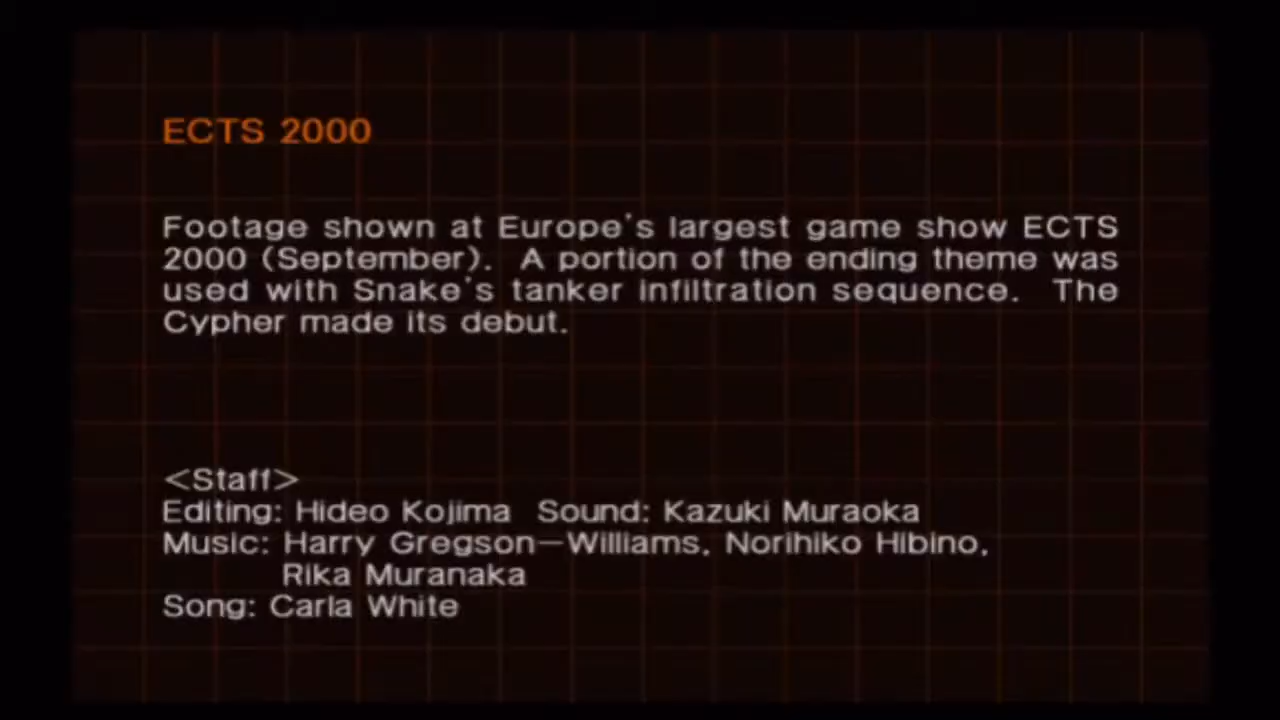 ECTS 2000
Footage shown at Europe's largest game show ECTS
2000 (September). A portion of the ending theme was
used with Snake's tanker infiltration sequence. The
Cypher made its debut.
<Staff>
Editing: Hideo Kojima Sound: Kazuki Muraoka
Music: Harry Gregson-Williams, Norihiko Hibino,
Rika Muranaka
Song: Carla White